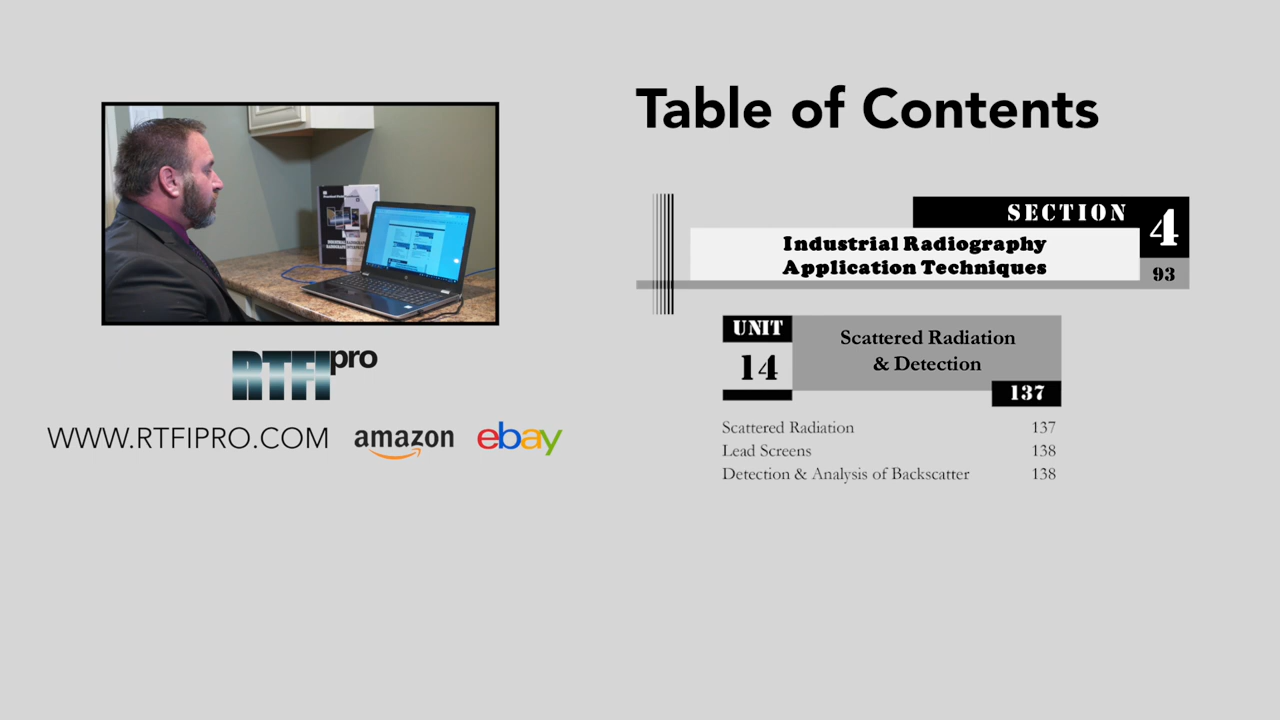 Table of Contents
SECTION
4
Industrial Radiography
Application Techniques
93
UNIT
14
Scattered Radiation
& Detection
137
Scattered Radiation 137
Lead Screens 138
Detection & Analysis of Backscatter 138
RTFI pro
WWW.RTFIPRO.COM amazon ebay